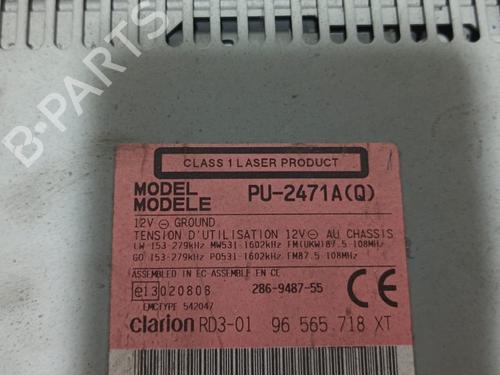 B-PARTS
CLASS 1 LASER PRODUCT
MODEL
MODELE
PU-2471A(Q)
12V ⊖ GROUND
TENSION D'UTILISATION 12V ⊖ AU CHASSIS
LW 153-279kHz MW531-1602kHz FM(UKW)87.5-108MHz
GO 153-279kHz PO531-1602kHz FM87.5-108MHz
ASSEMBLED IN EC ASSEMBLE EN CE
e13 020808
286-9487-55
CE
EMCTYPE 542047
clarion RD3-01 96 565 718 XT